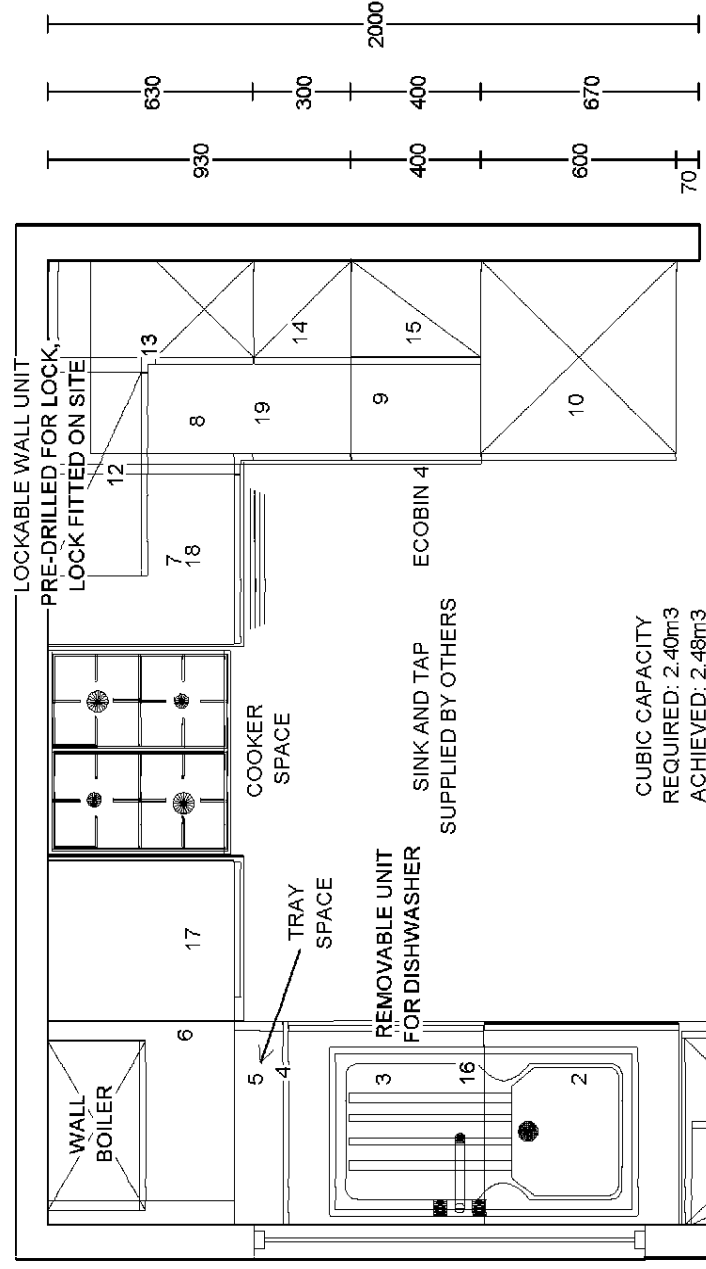 2000
630
300
400
670
930
400
600
70
LOCKABLE WALL UNIT
PRE-DRILLED FOR LOCK,
LOCK FITTED ON SITE
13
14
15
12
8
19
9
10
7
18
ECOBIN 4
COOKER
SPACE
SINK AND TAP
SUPPLIED BY OTHERS
CUBIC CAPACITY
REQUIRED: 2.40m3
ACHIEVED: 2.48m3
17
TRAY
SPACE
REMOVABLE UNIT
FOR DISHWASHER
6
WALL
BOILER
5
4
3
16
2